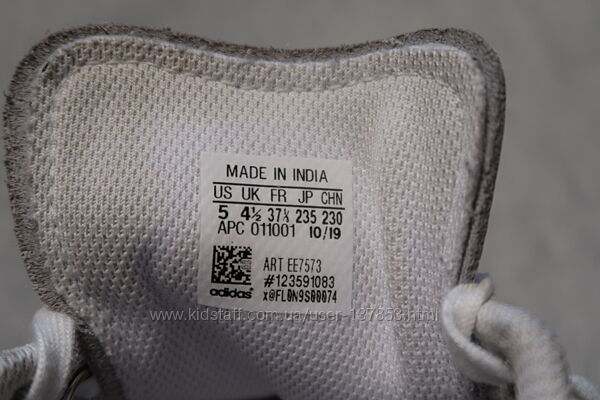 MADE IN INDIA
US UK FR JP CHN
5 4½ 37⅓ 235 230
APC 011001 10/19
ART EE7573
#123591083
adidas x@FL0N9S00074
www.kidstaff.com.ua/user-137853.html